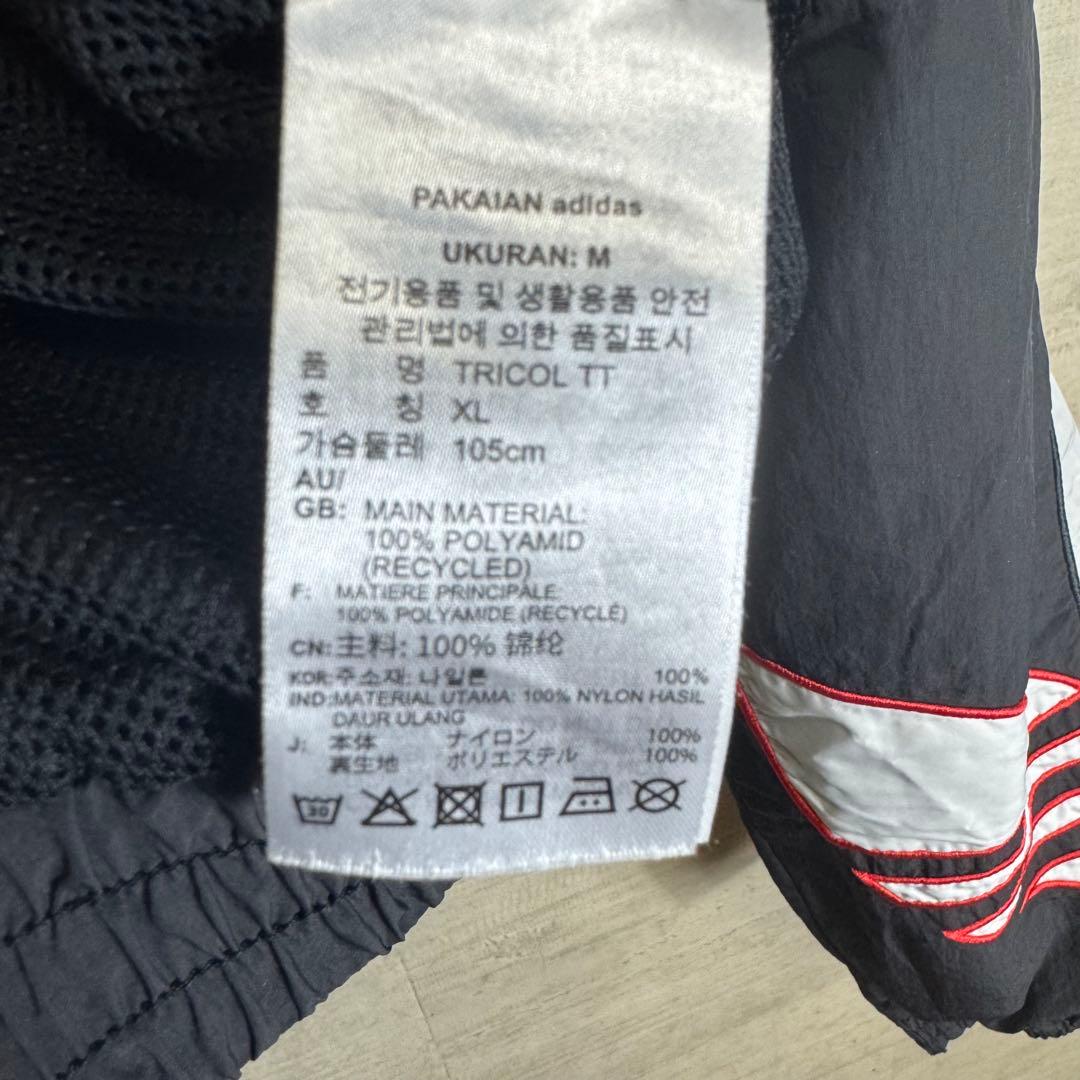 PAKAIAN adidas
UKURAN: M
전기용품 및 생활용품 안전
관리법에 의한 품질표시
품 명 TRICOL TT
호 칭 XL
가슴둘레 105cm
AU/
GB: MAIN MATERIAL:
100% POLYAMID
(RECYCLED)
F: MATIERE PRINCIPALE:
100% POLYAMIDE (RECYCLÉ)
CN: 主料: 100% 锦纶
KOR: 주소재: 나일론 100%
IND: MATERIAL UTAMA: 100% NYLON HASIL
DAUR ULANG
J: 本体 ナイロン 100%
裏生地 ポリエステル 100%
30